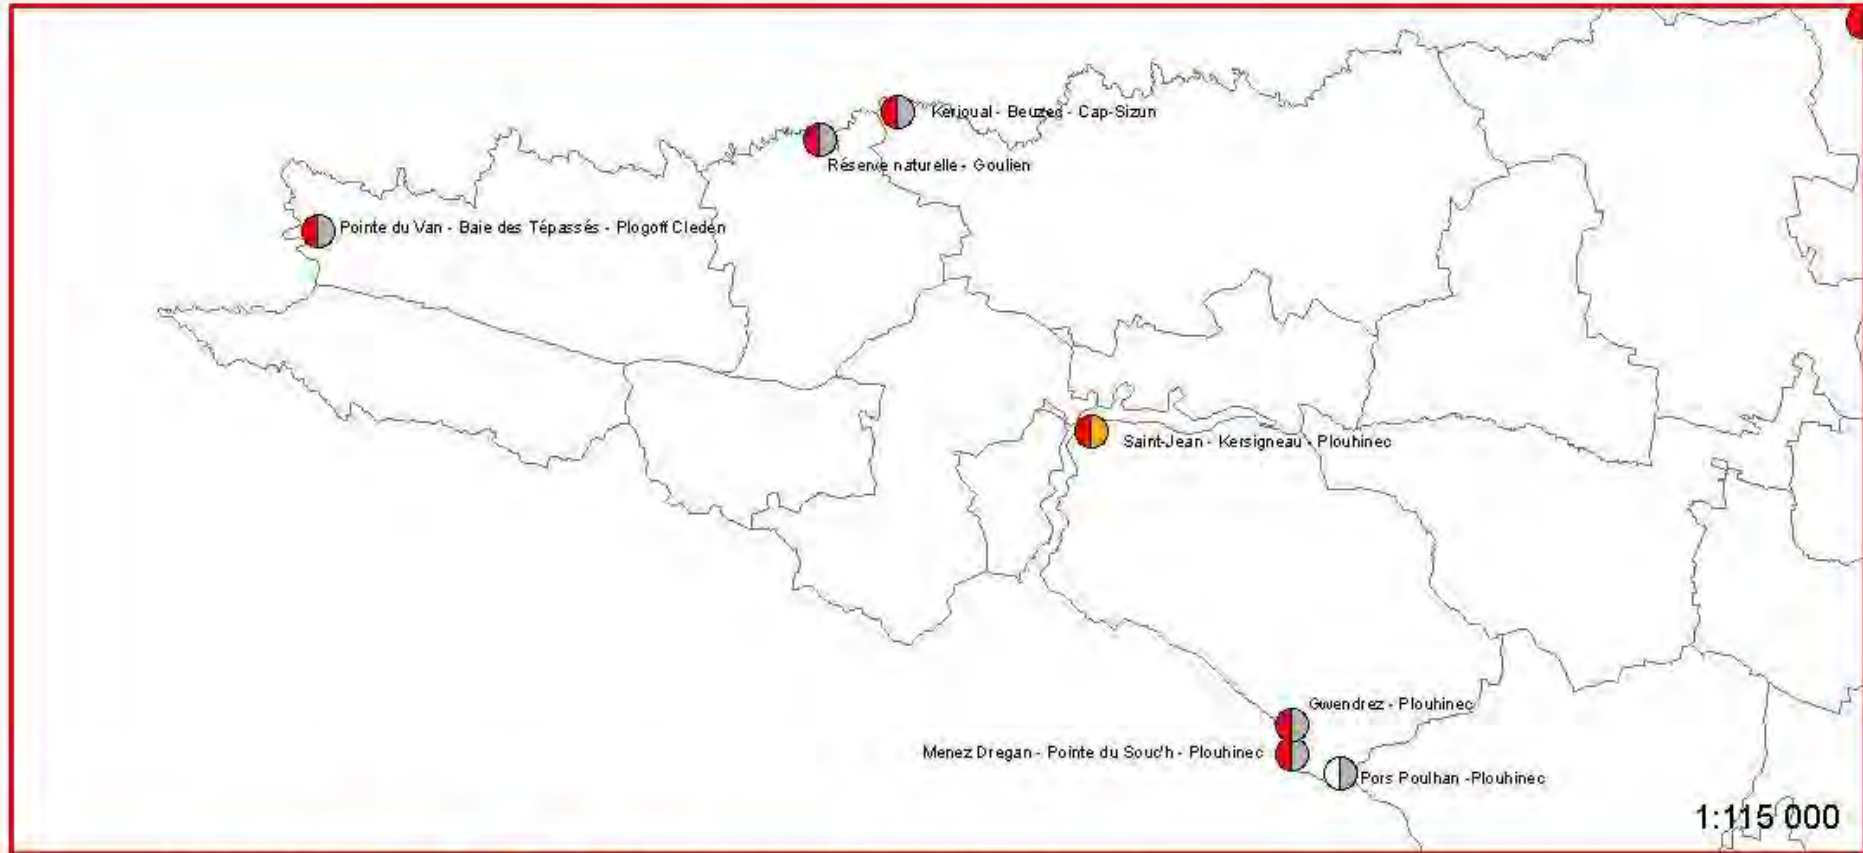 Kerioual - Beuzec - Cap-Sizun
Réserve naturelle - Goulien
Pointe du Van - Baie des Tépassés - Plogoff Cleden
Saint-Jean - Kersigneau - Plouhinec
Gwendrez - Plouhinec
Menez Dregan - Pointe du Souc'h - Plouhinec
Pors Poulhan -Plouhinec
1:115 000